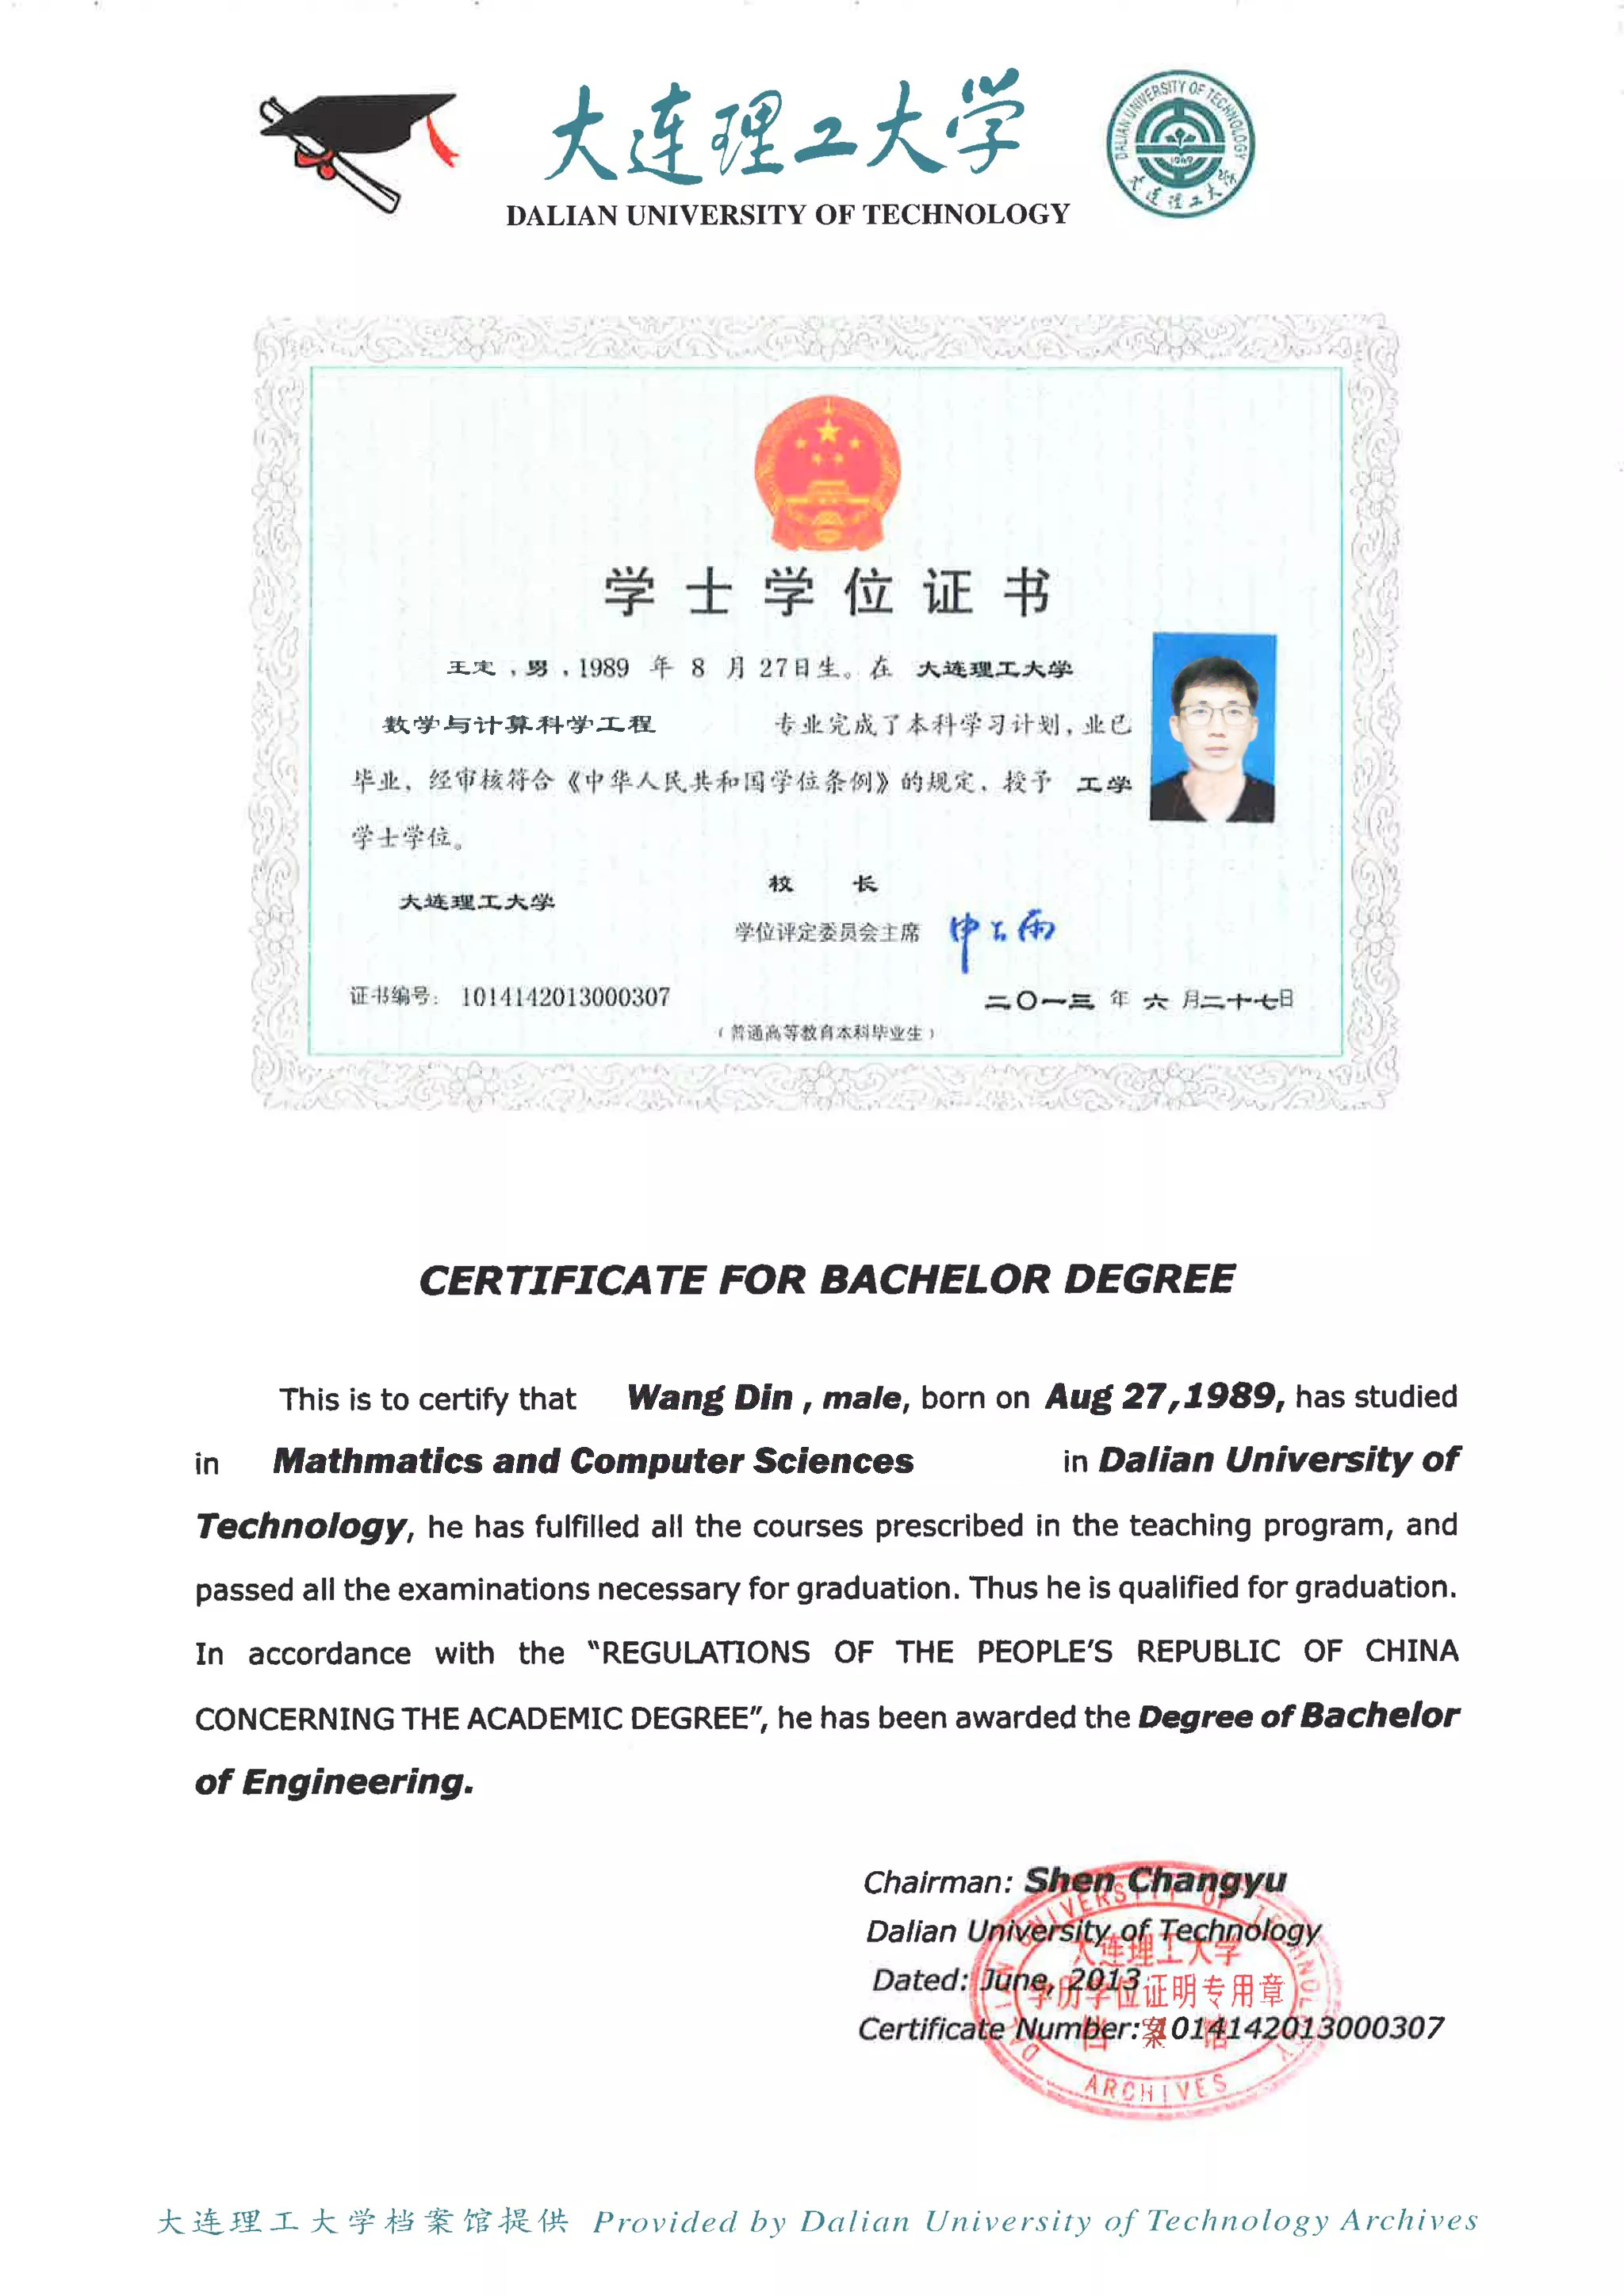 大连理工大学
DALIAN UNIVERSITY OF TECHNOLOGY
DALIAN UNIVERSITY OF TECHNOLOGY
1949
大连理工大学
学士学位证书
王定,男,1989 年 8 月27日生。在 大连理工大学
数学与计算科学工程 专业完成了本科学习计划,业已
毕业,经审核符合《中华人民共和国学位条例》的规定,授予 工学
学士学位。
大连理工大学
校 长
学位评定委员会主席
证书编号: 1014142013000307
二〇一三 年 六 月二十七日
(普通高等教育本科毕业生)
CERTIFICATE FOR BACHELOR DEGREE
This is to certify that Wang Din , male, born on Aug 27,1989, has studied
in Mathmatics and Computer Sciences in Dalian University of
Technology, he has fulfilled all the courses prescribed in the teaching program, and
passed all the examinations necessary for graduation. Thus he is qualified for graduation.
In accordance with the “REGULATIONS OF THE PEOPLE’S REPUBLIC OF CHINA
CONCERNING THE ACADEMIC DEGREE”, he has been awarded the Degree of Bachelor
of Engineering.
Chairman: Shen Changyu
Dalian University of Technology
Dated: June, 2013
Certificate Number: 1014142013000307
DALIAN UNIVERSITY OF TECHNOLOGY
大连理工大学
学历学位证明专用章
档案馆
ARCHIVES
大连理工大学档案馆提供 Provided by Dalian University of Technology Archives